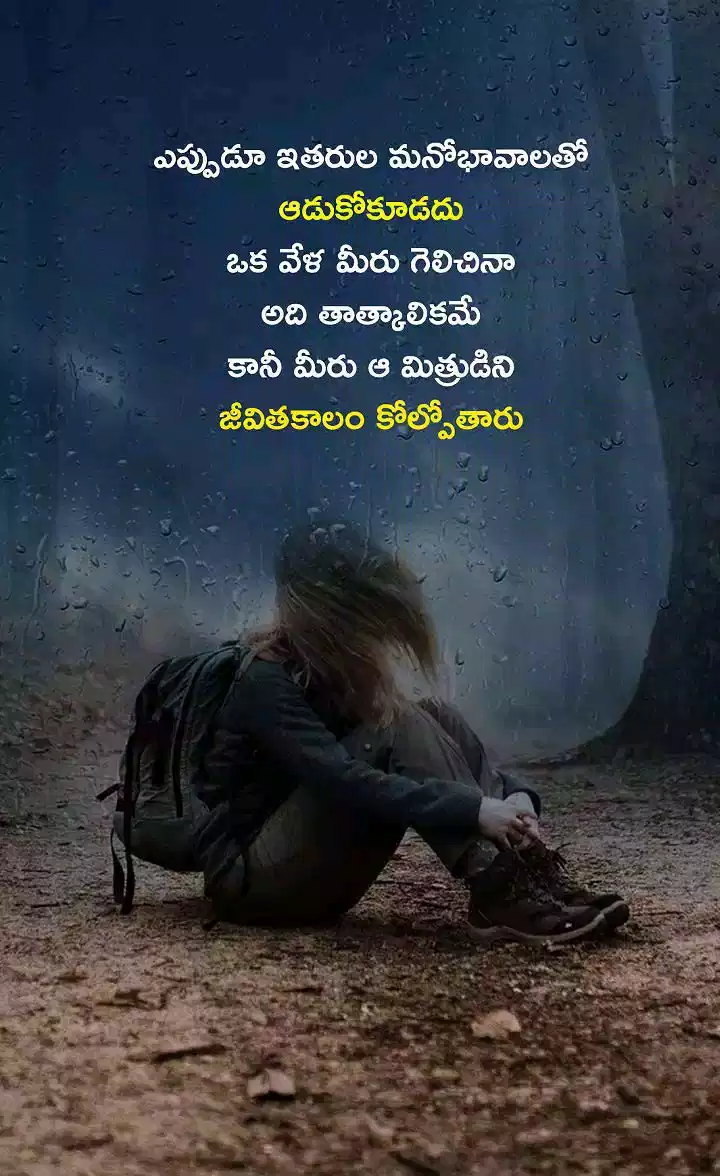 ఎప్పుడూ ఇతరుల మనోభావాలతో
ఆడుకోకూడదు
ఒక వేళ మీరు గెలిచినా
అది తాత్కాలికమే
కానీ మీరు ఆ మిత్రుడిని
జీవితకాలం కోల్పోతారు